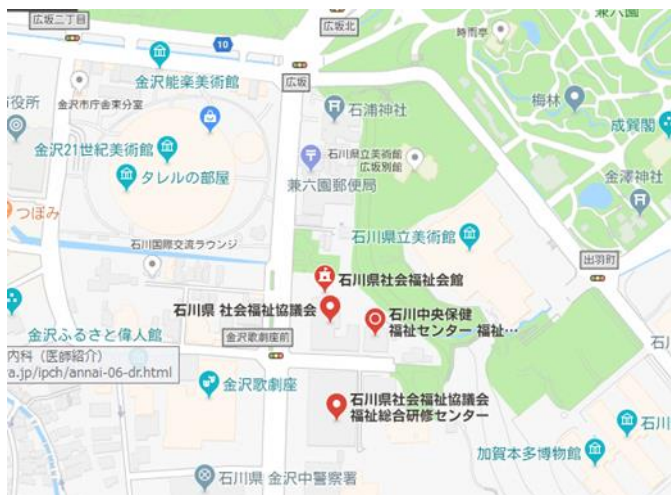 広坂二丁目
広坂北
兼六園
時雨亭
10
金沢能楽美術館
広坂
金沢市庁舎東分室
石浦神社
梅林
市役所
成巽閣
金沢21世紀美術館
石川県立美術館
広坂別館
タレルの部屋
兼六園郵便局
金澤神社
つぼみ
石川国際交流ラウンジ
石川県立美術館
出羽町
石川県社会福祉会館
石川県 社会福祉協議会
石川中央保健
福祉センター 福祉…
金沢ふるさと偉人館
金沢歌劇座前
石川
内科（医師紹介）
a.jp/ipch/annai-06-dr.html
金沢歌劇座
石川県社会福祉協議会
福祉総合研修センター
石川
加賀本多博物館
石川県 金沢中警察署